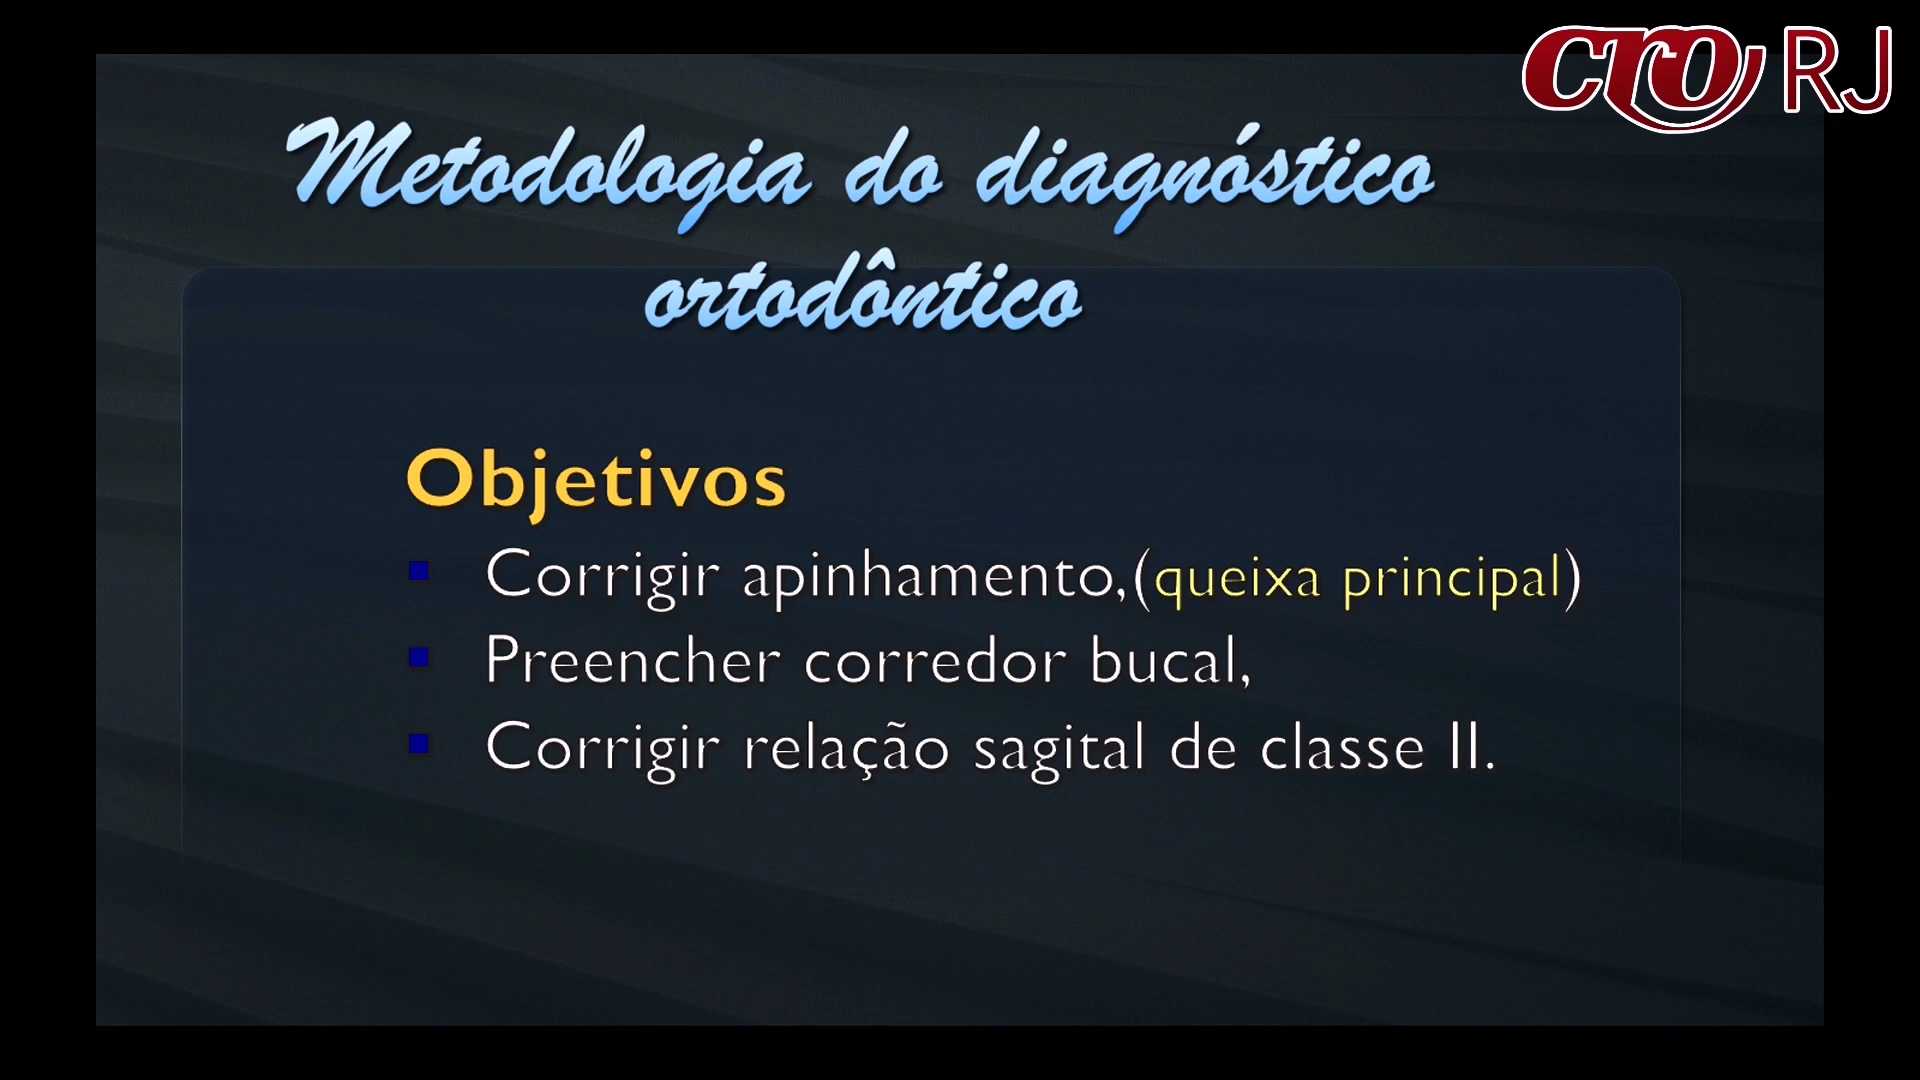 CRO RJ
Metodologia do diagnóstico
ortodôntico
Objetivos
Corrigir apinhamento,(queixa principal)
Preencher corredor bucal,
Corrigir relação sagital de classe II.